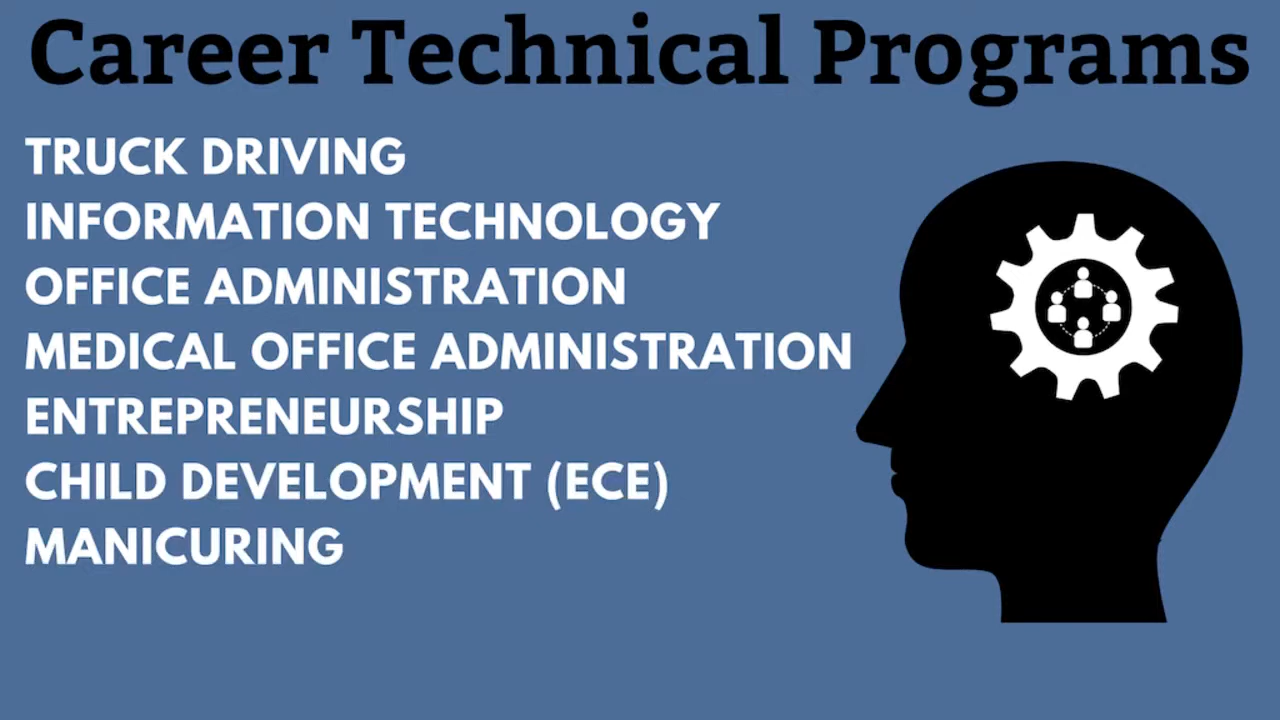 Career Technical Programs
TRUCK DRIVING
INFORMATION TECHNOLOGY
OFFICE ADMINISTRATION
MEDICAL OFFICE ADMINISTRATION
ENTREPRENEURSHIP
CHILD DEVELOPMENT (ECE)
MANICURING